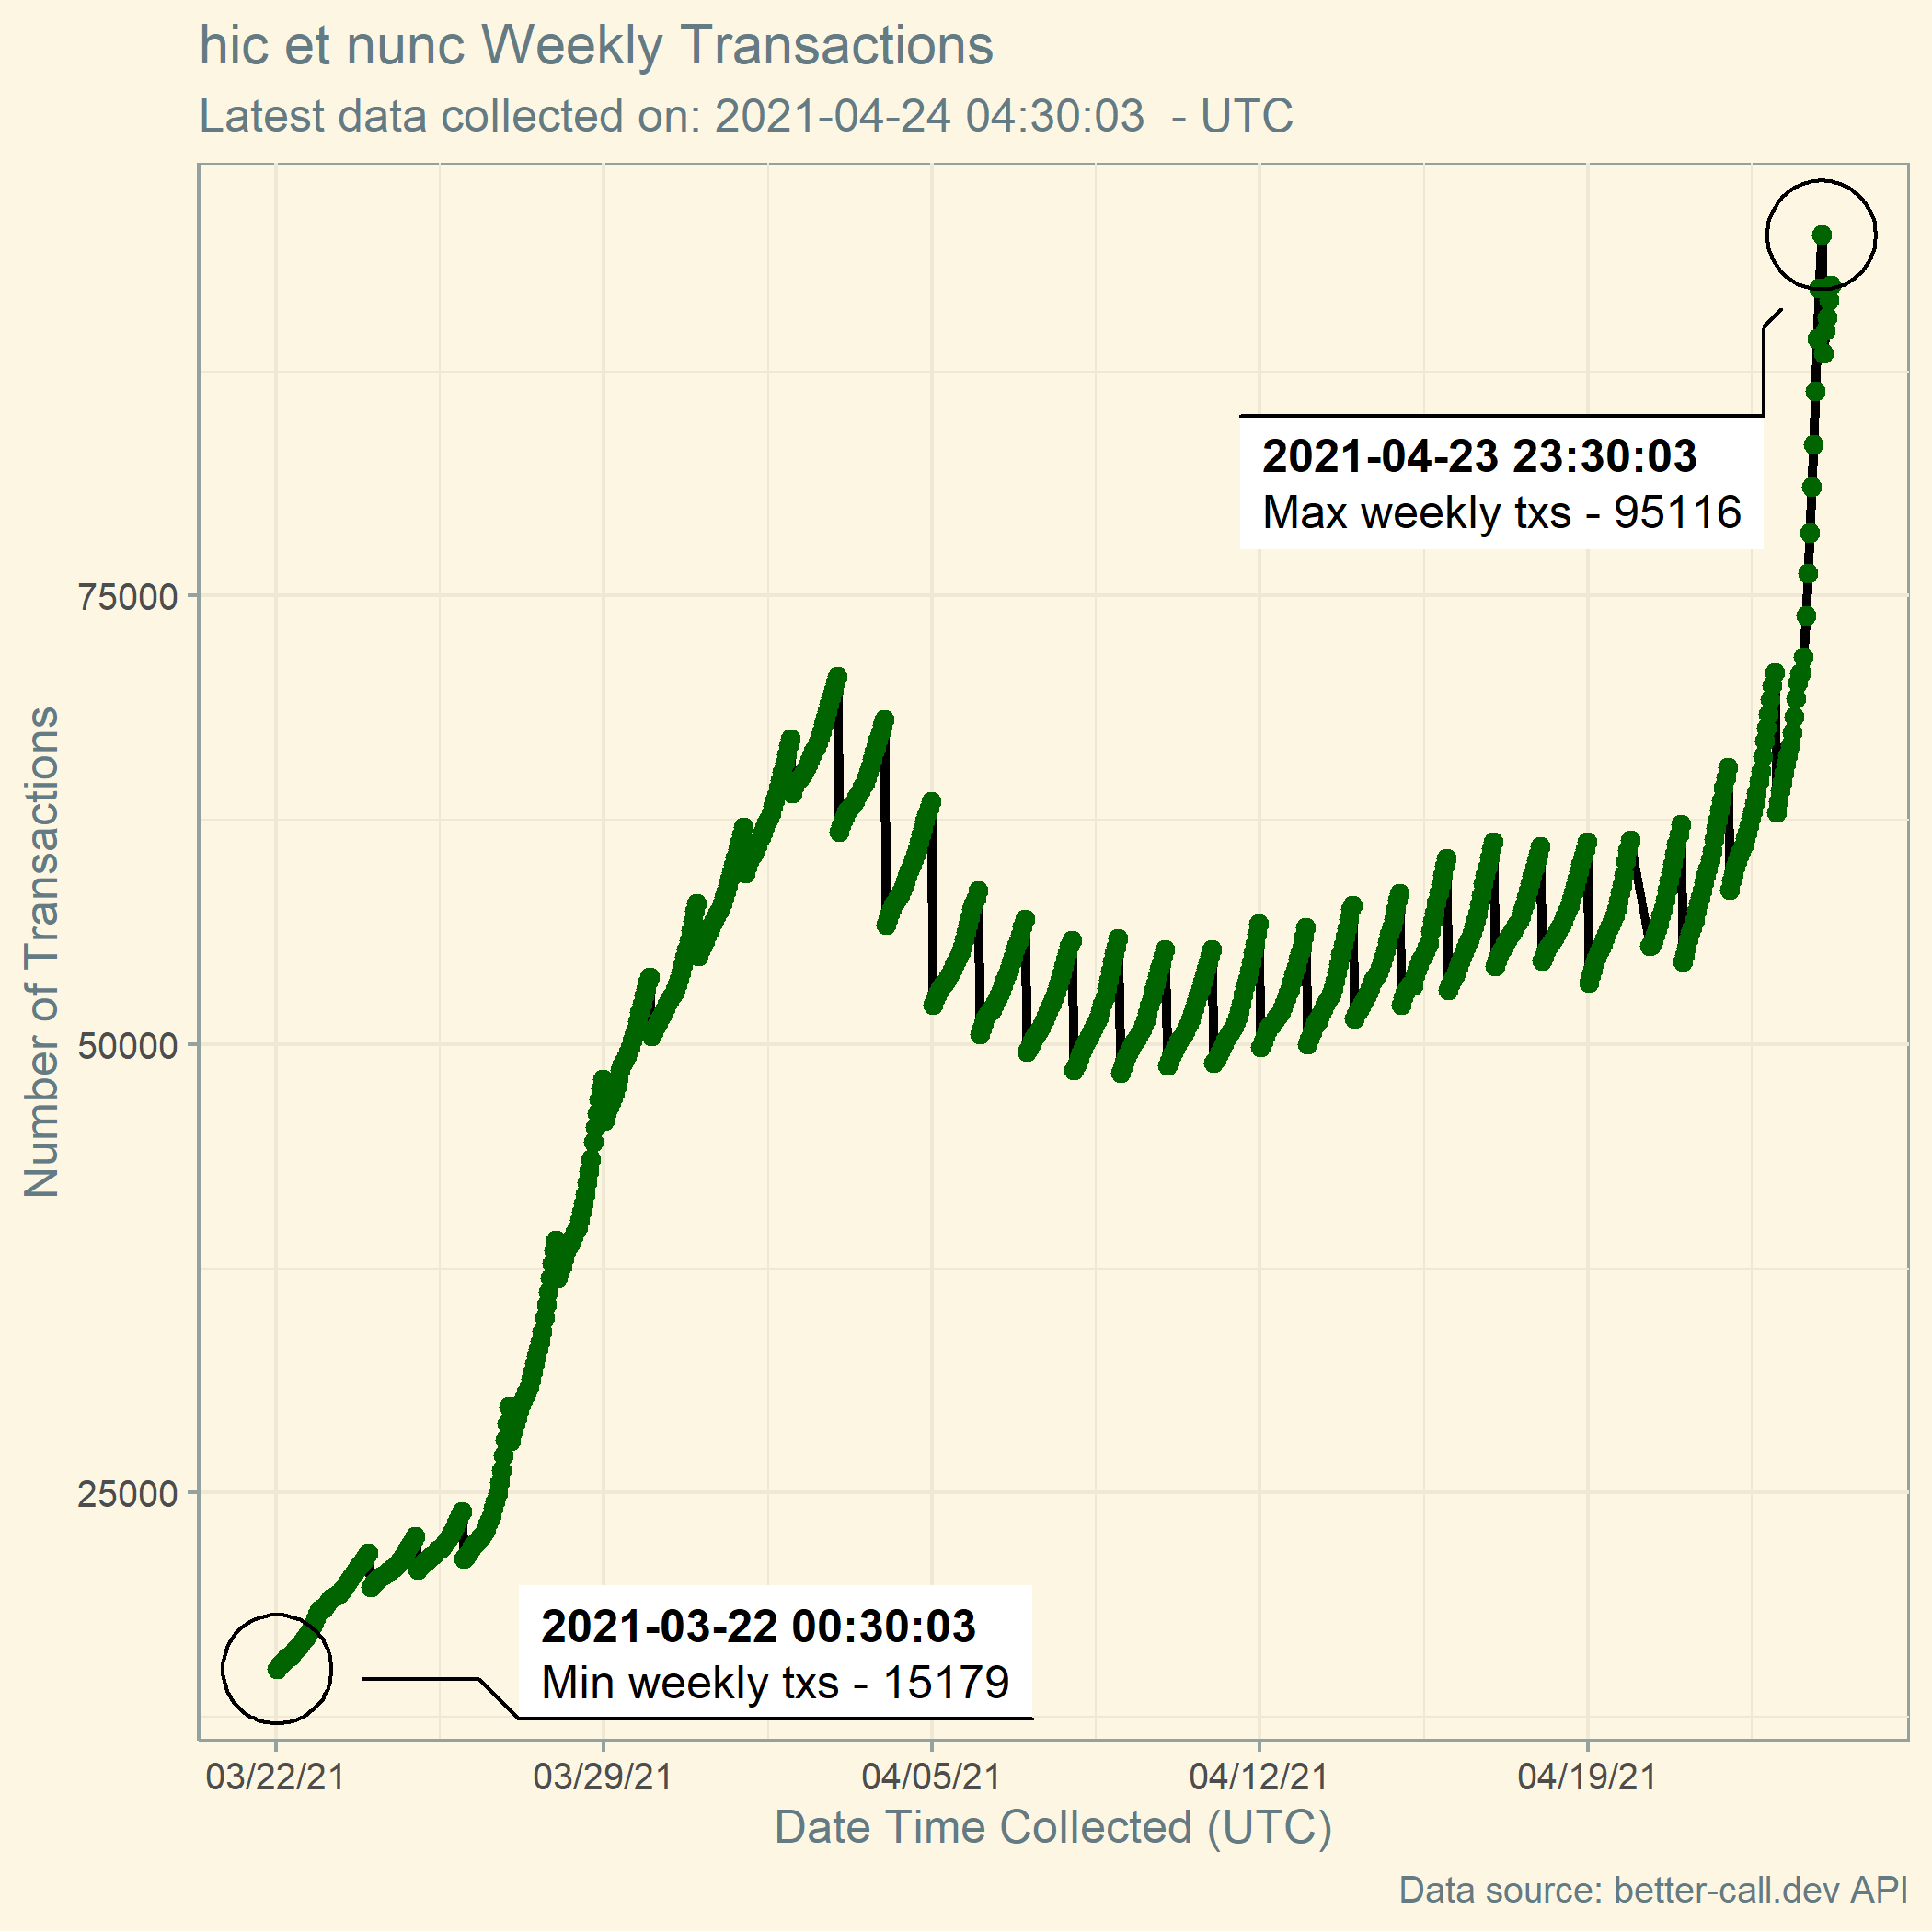 hic et nunc Weekly Transactions
Latest data collected on: 2021-04-24 04:30:03  - UTC
Number of Transactions
75000
50000
25000
2021-04-23 23:30:03
Max weekly txs - 95116
2021-03-22 00:30:03
Min weekly txs - 15179
03/22/21 03/29/21 04/05/21 04/12/21 04/19/21
Date Time Collected (UTC)
Data source: better-call.dev API